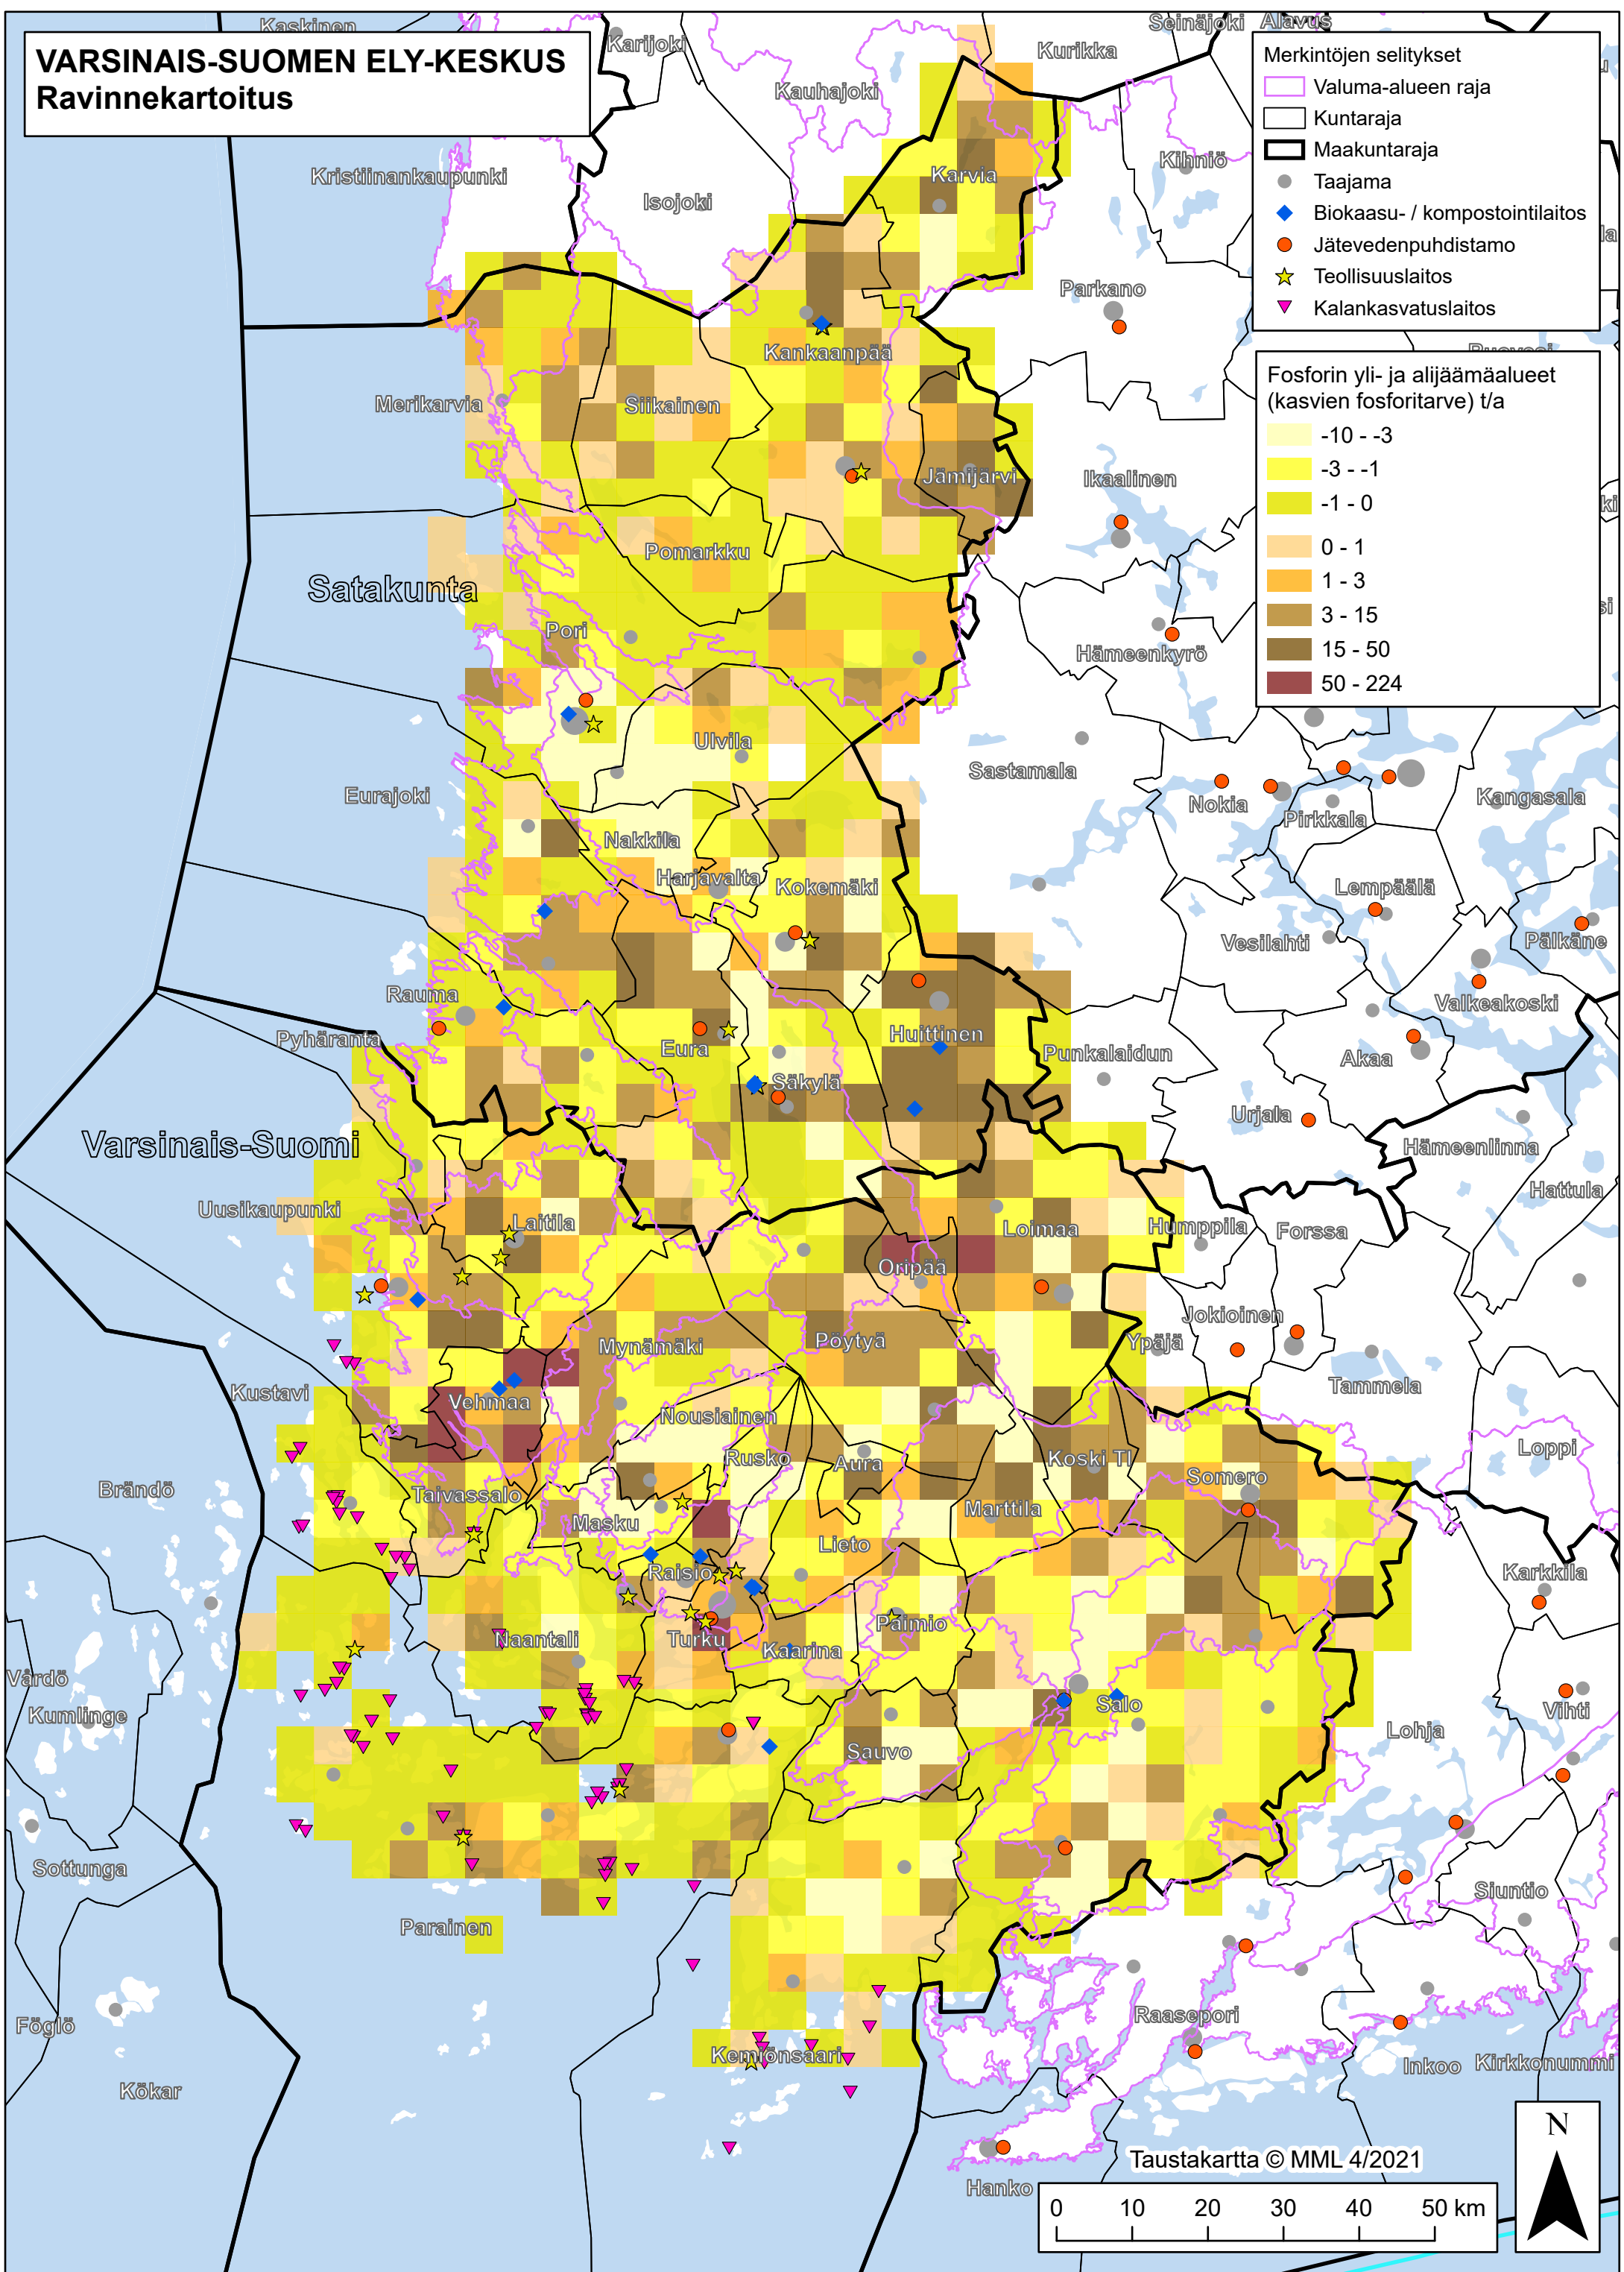 VARSINAIS-SUOMEN ELY-KESKUS
Ravinnekartoitus
Merkintöjen selitykset
Valuma-alueen raja
Kuntaraja
Maakuntaraja
Taajama
Biokaasu- / kompostointilaitos
Jätevedenpuhdistamo
Teollisuuslaitos
Kalankasvatuslaitos
Fosforin yli- ja alijäämäalueet
(kasvien fosforitarve) t/a
-10 - -3
-3 - -1
-1 - 0
0 - 1
1 - 3
3 - 15
15 - 50
50 - 224
Kaskinen
Karijoki
Kauhajoki
Kurikka
Seinäjoki
Alavus
Kristiinankaupunki
Isojoki
Karvia
Kihniö
Parkano
Kankaanpää
Merikarvia
Siikainen
Jämijärvi
Ikaalinen
Pomarkku
Satakunta
Pori
Hämeenkyrö
Ulvila
Sastamala
Nokia
Pirkkala
Kangasala
Eurajoki
Nakkila
Harjavalta
Kokemäki
Lempäälä
Vesilahti
Pälkäne
Rauma
Valkeakoski
Pyhäranta
Eura
Huittinen
Punkalaidun
Akaa
Säkylä
Urjala
Varsinais-Suomi
Hämeenlinna
Hattula
Uusikaupunki
Laitila
Loimaa
Humppila
Forssa
Oripää
Jokioinen
Mynämäki
Pöytyä
Ypäjä
Tammela
Kustavi
Vehmaa
Nousiainen
Rusko
Aura
Koski Tl
Somero
Loppi
Brändö
Taivassalo
Masku
Marttila
Lieto
Raisio
Karkkila
Naantali
Turku
Kaarina
Paimio
Vårdö
Kumlinge
Salo
Vihti
Lohja
Sauvo
Sottunga
Siuntio
Parainen
Föglö
Raasepori
Kemiönsaari
Inkoo
Kirkkonummi
Kökar
Hanko
Taustakartta © MML 4/2021
N
0 10 20 30 40 50 km